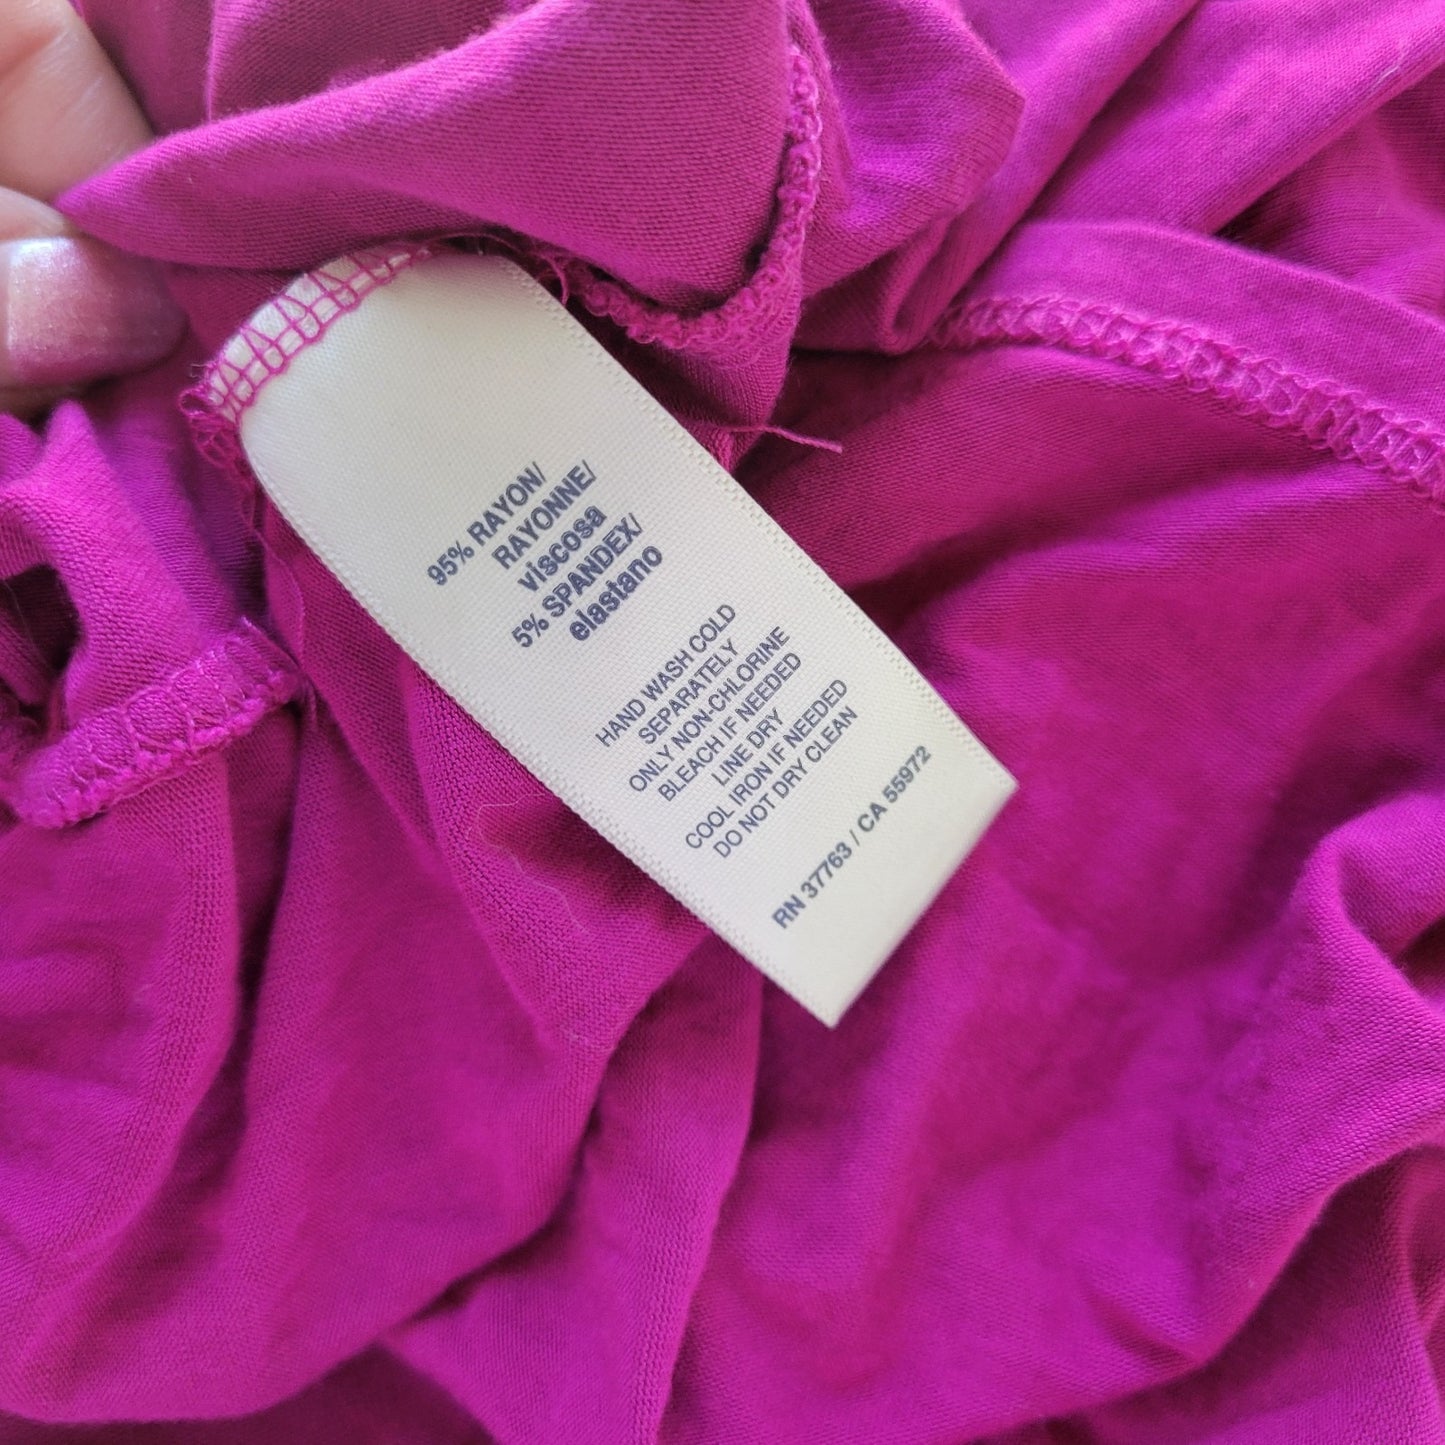 95% RAYON/
RAYONNE/
viscosa
5% SPANDEX/
elastano
HAND WASH COLD
SEPARATELY
ONLY NON-CHLORINE
BLEACH IF NEEDED
LINE DRY
COOL IRON IF NEEDED
DO NOT DRY CLEAN
RN 37763 / CA 55972